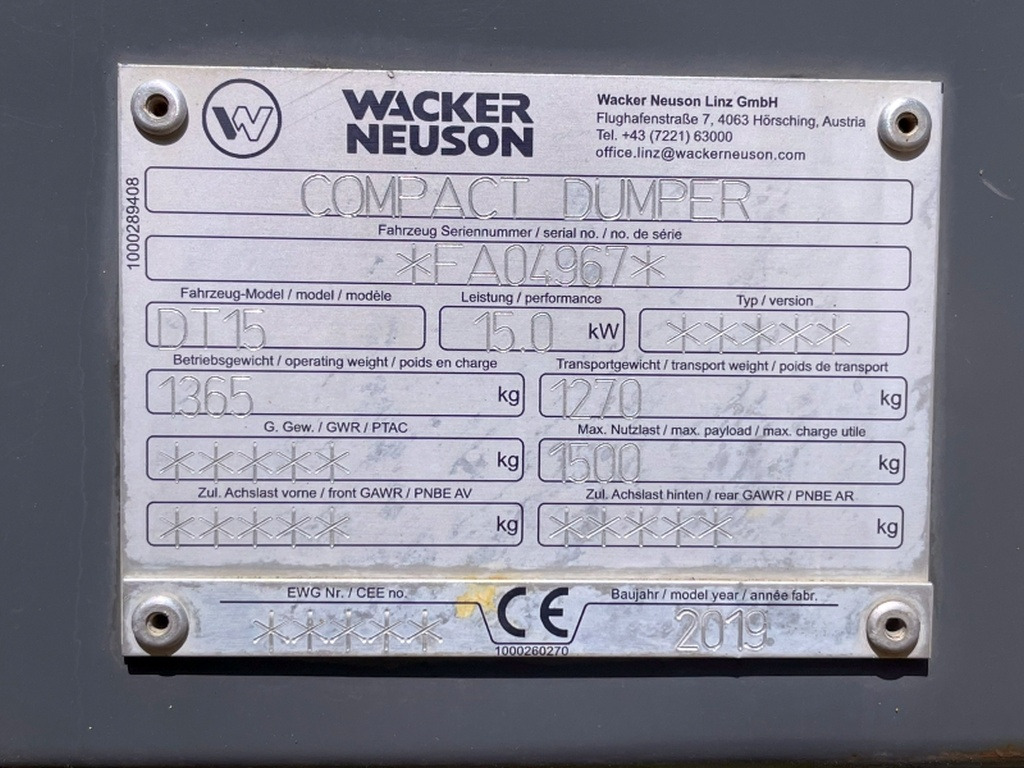 W
WACKER
NEUSON
Wacker Neuson Linz GmbH
Flughafenstraße 7, 4063 Hörsching, Austria
Tel. +43 (7221) 63000
office.linz@wackerneuson.com
1000289408
COMPACT DUMPER
Fahrzeug Seriennummer / serial no. / no. de série
*FA04967*
Fahrzeug-Model / model / modèle Leistung / performance Typ / version
DT15 15.0 kW *****
Betriebsgewicht / operating weight / poids en charge Transportgewicht / transport weight / poids de transport
1365 kg 1270 kg
G. Gew. / GWR / PTAC Max. Nutzlast / max. payload / max. charge utile
***** kg 1500 kg
Zul. Achslast vorne / front GAWR / PNBE AV Zul. Achslast hinten / rear GAWR / PNBE AR
***** kg ***** kg
EWG Nr. / CEE no. CE Baujahr / model year / année fabr.
***** 2019
1000260270